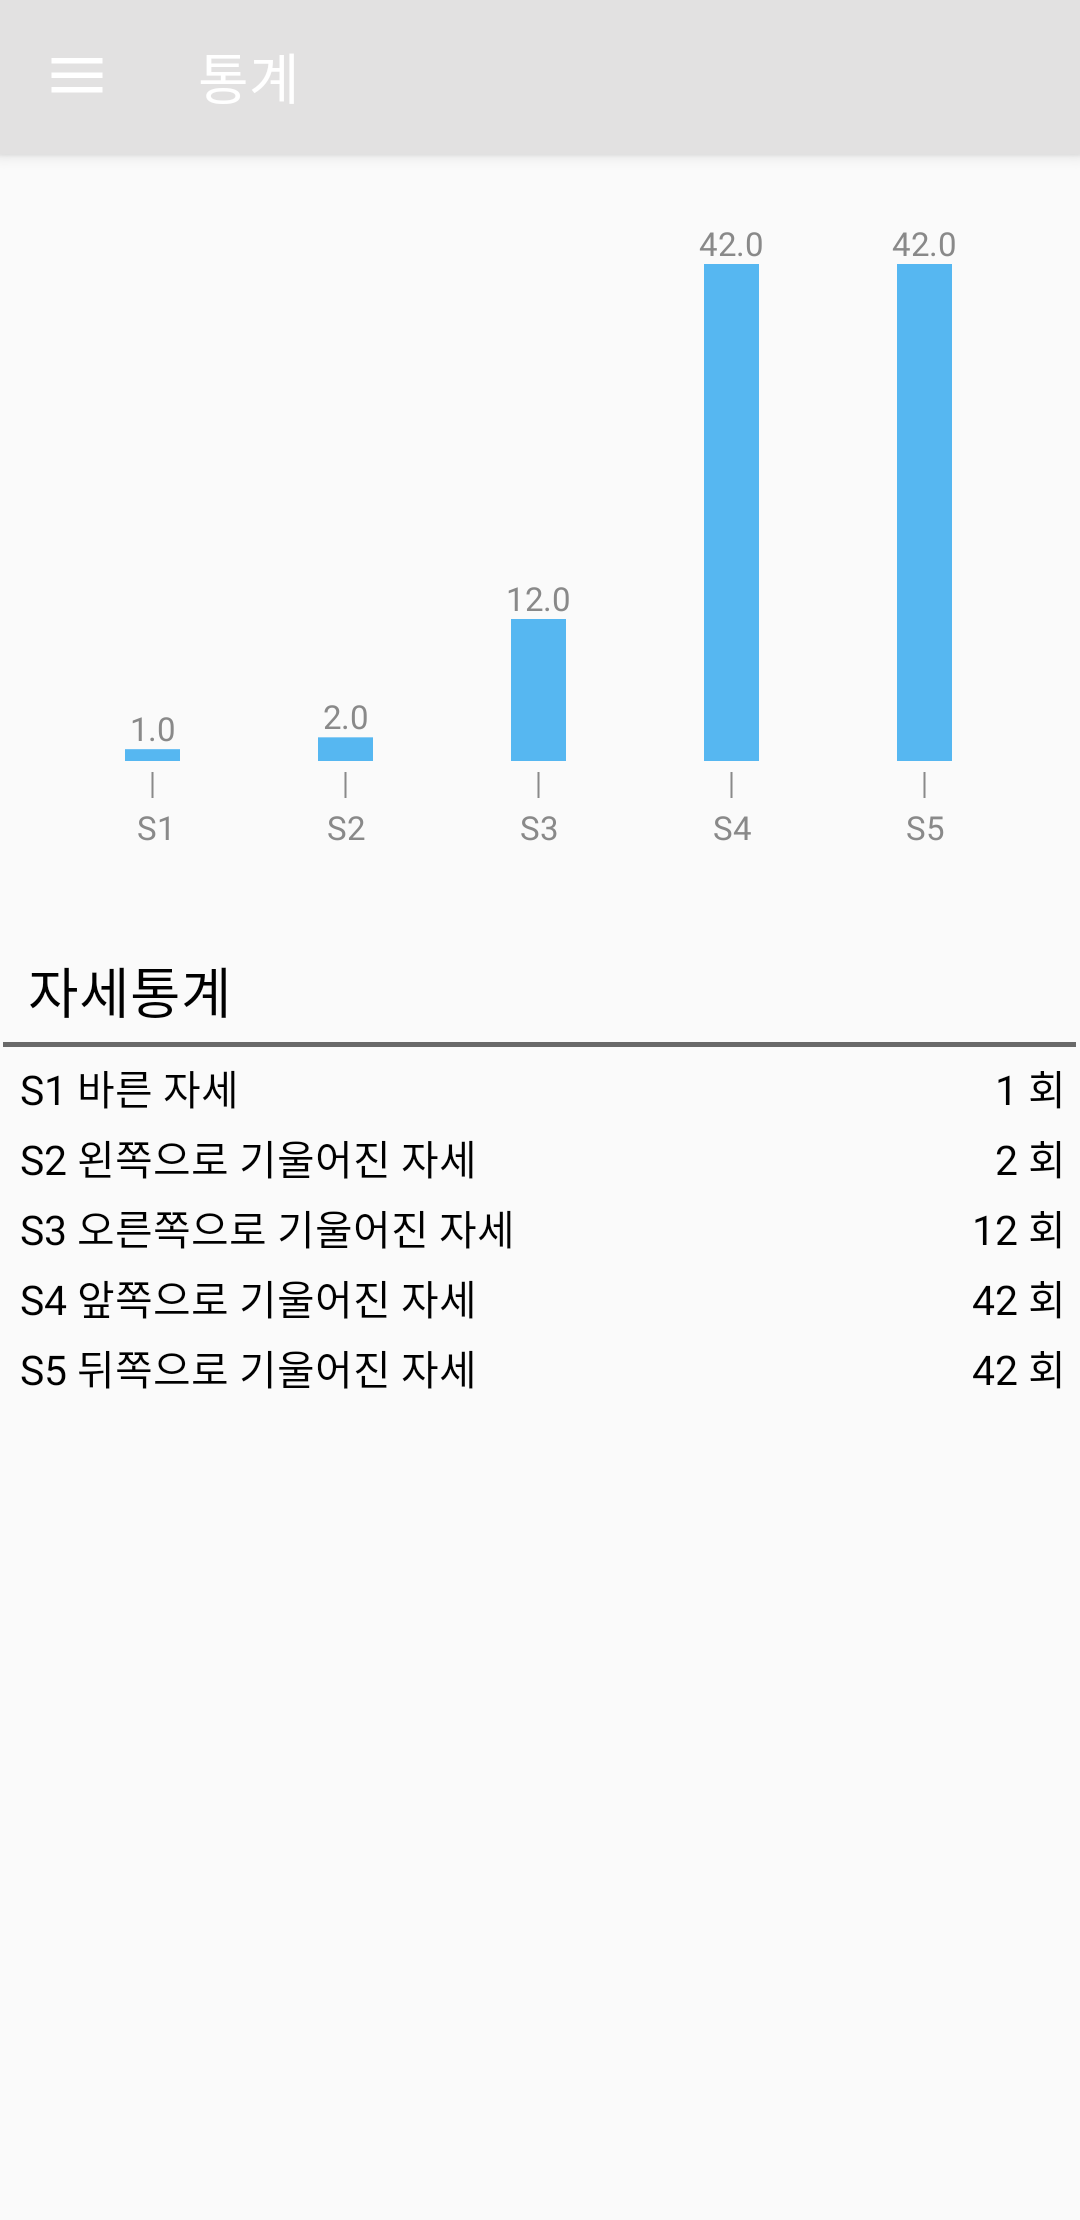 통계
42.0 42.0
12.0
2.0
1.0
S1 S2 S3 S4 S5
자세통계
S1 바른 자세 1 회
S2 왼쪽으로 기울어진 자세 2 회
S3 오른쪽으로 기울어진 자세 12 회
S4 앞쪽으로 기울어진 자세 42 회
S5 뒤쪽으로 기울어진 자세 42 회